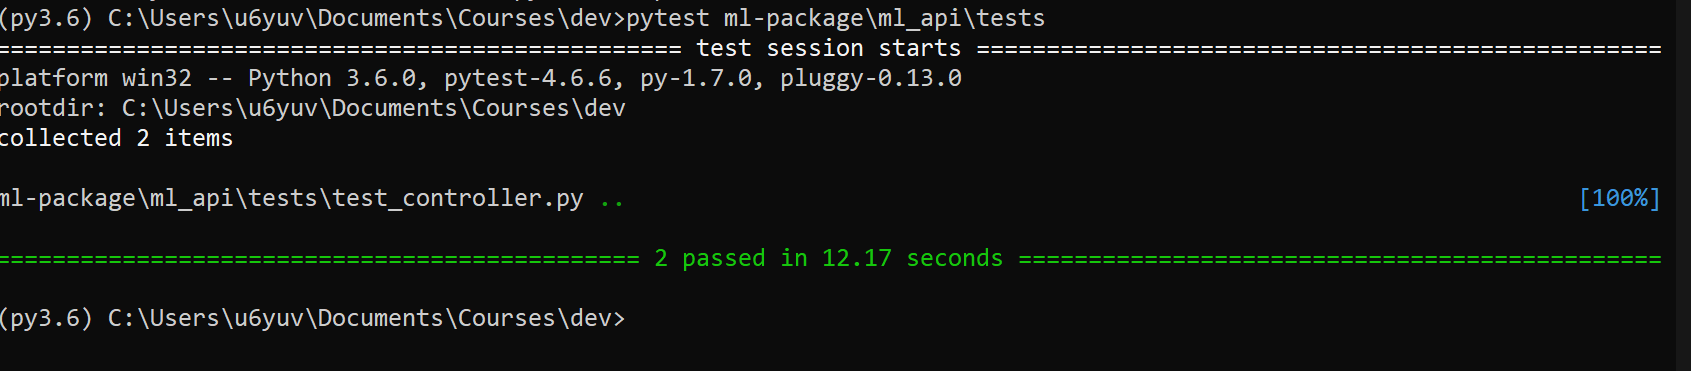 (py3.6) C:\Users\u6yuv\Documents\Courses\dev>pytest ml-package\ml_api\tests
================================================= test session starts =================================================
platform win32 -- Python 3.6.0, pytest-4.6.6, py-1.7.0, pluggy-0.13.0
rootdir: C:\Users\u6yuv\Documents\Courses\dev
collected 2 items

ml-package\ml_api\tests\test_controller.py .. [100%]

============================================== 2 passed in 12.17 seconds ==============================================

(py3.6) C:\Users\u6yuv\Documents\Courses\dev>